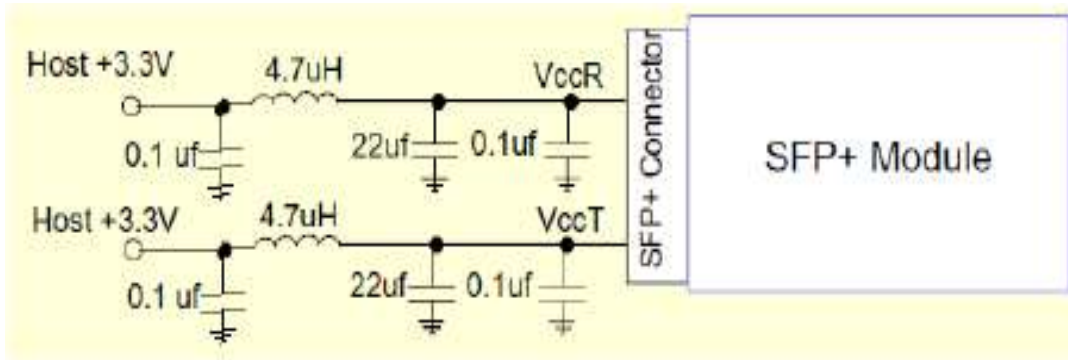 Host +3.3V
4.7uH
VccR
0.1 uf
22uf
0.1uf
Host +3.3V
4.7uH
VccT
0.1 uf
22uf
0.1uf
SFP+ Connector
SFP+ Module